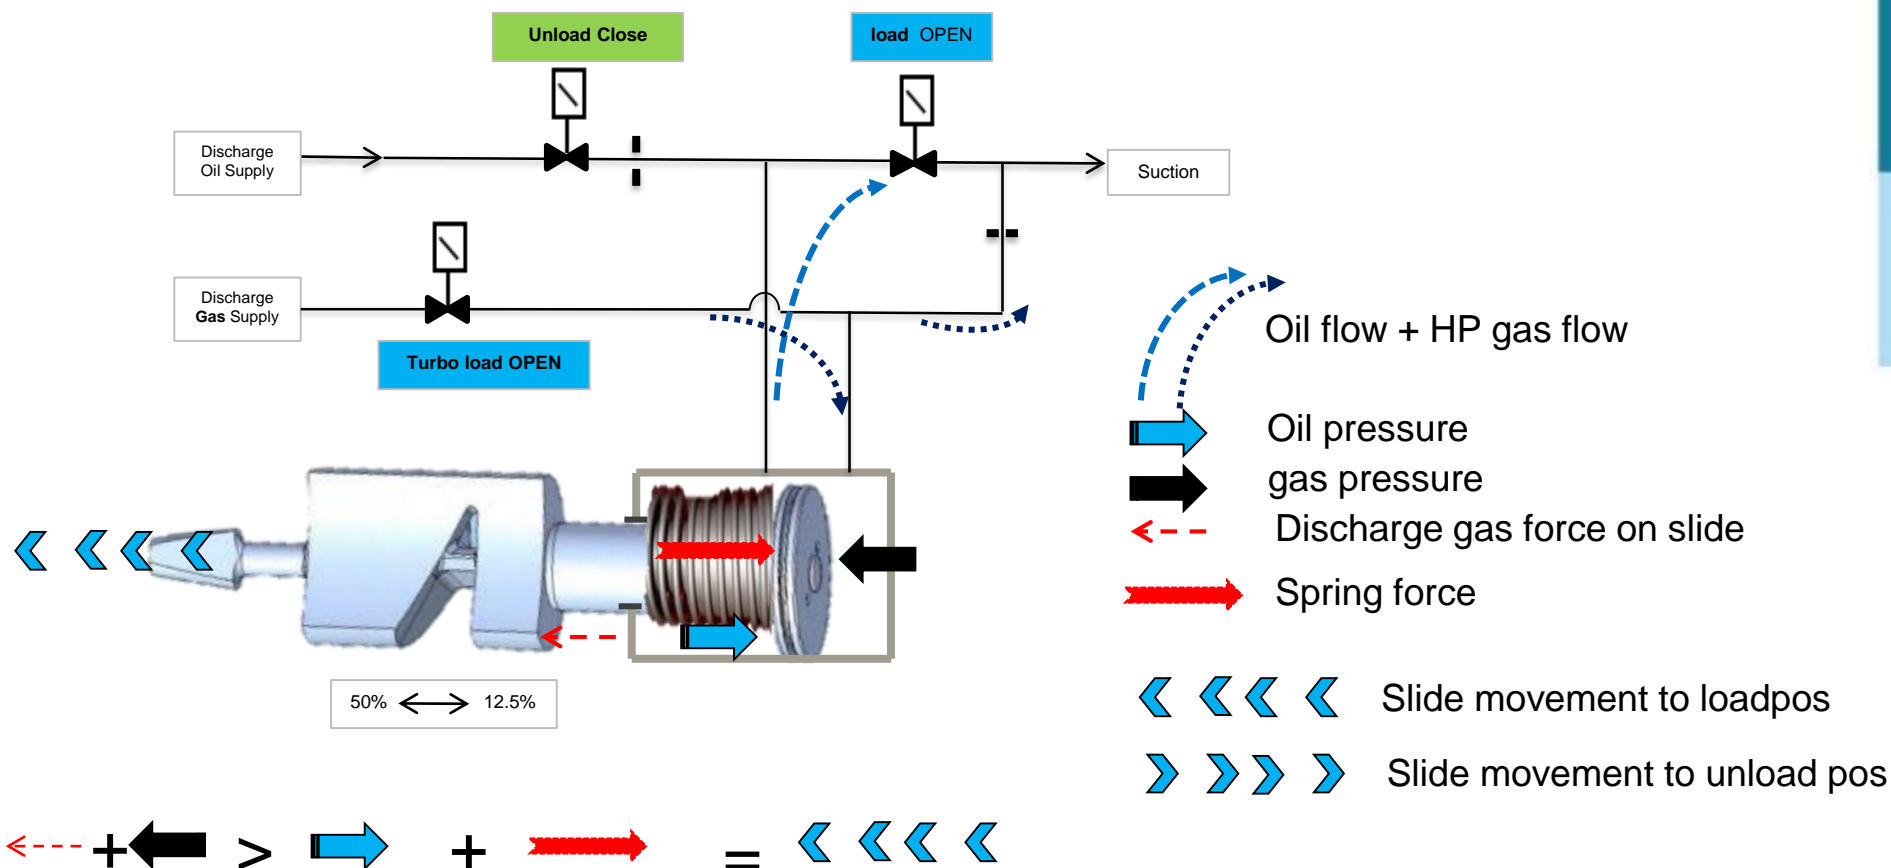 Unload Close
load OPEN
Discharge
Oil Supply
Suction
Discharge
Gas Supply
Turbo load OPEN
Oil flow + HP gas flow
Oil pressure
gas pressure
Discharge gas force on slide
Spring force
50% 12.5%
Slide movement to loadpos
Slide movement to unload pos
+ > + =